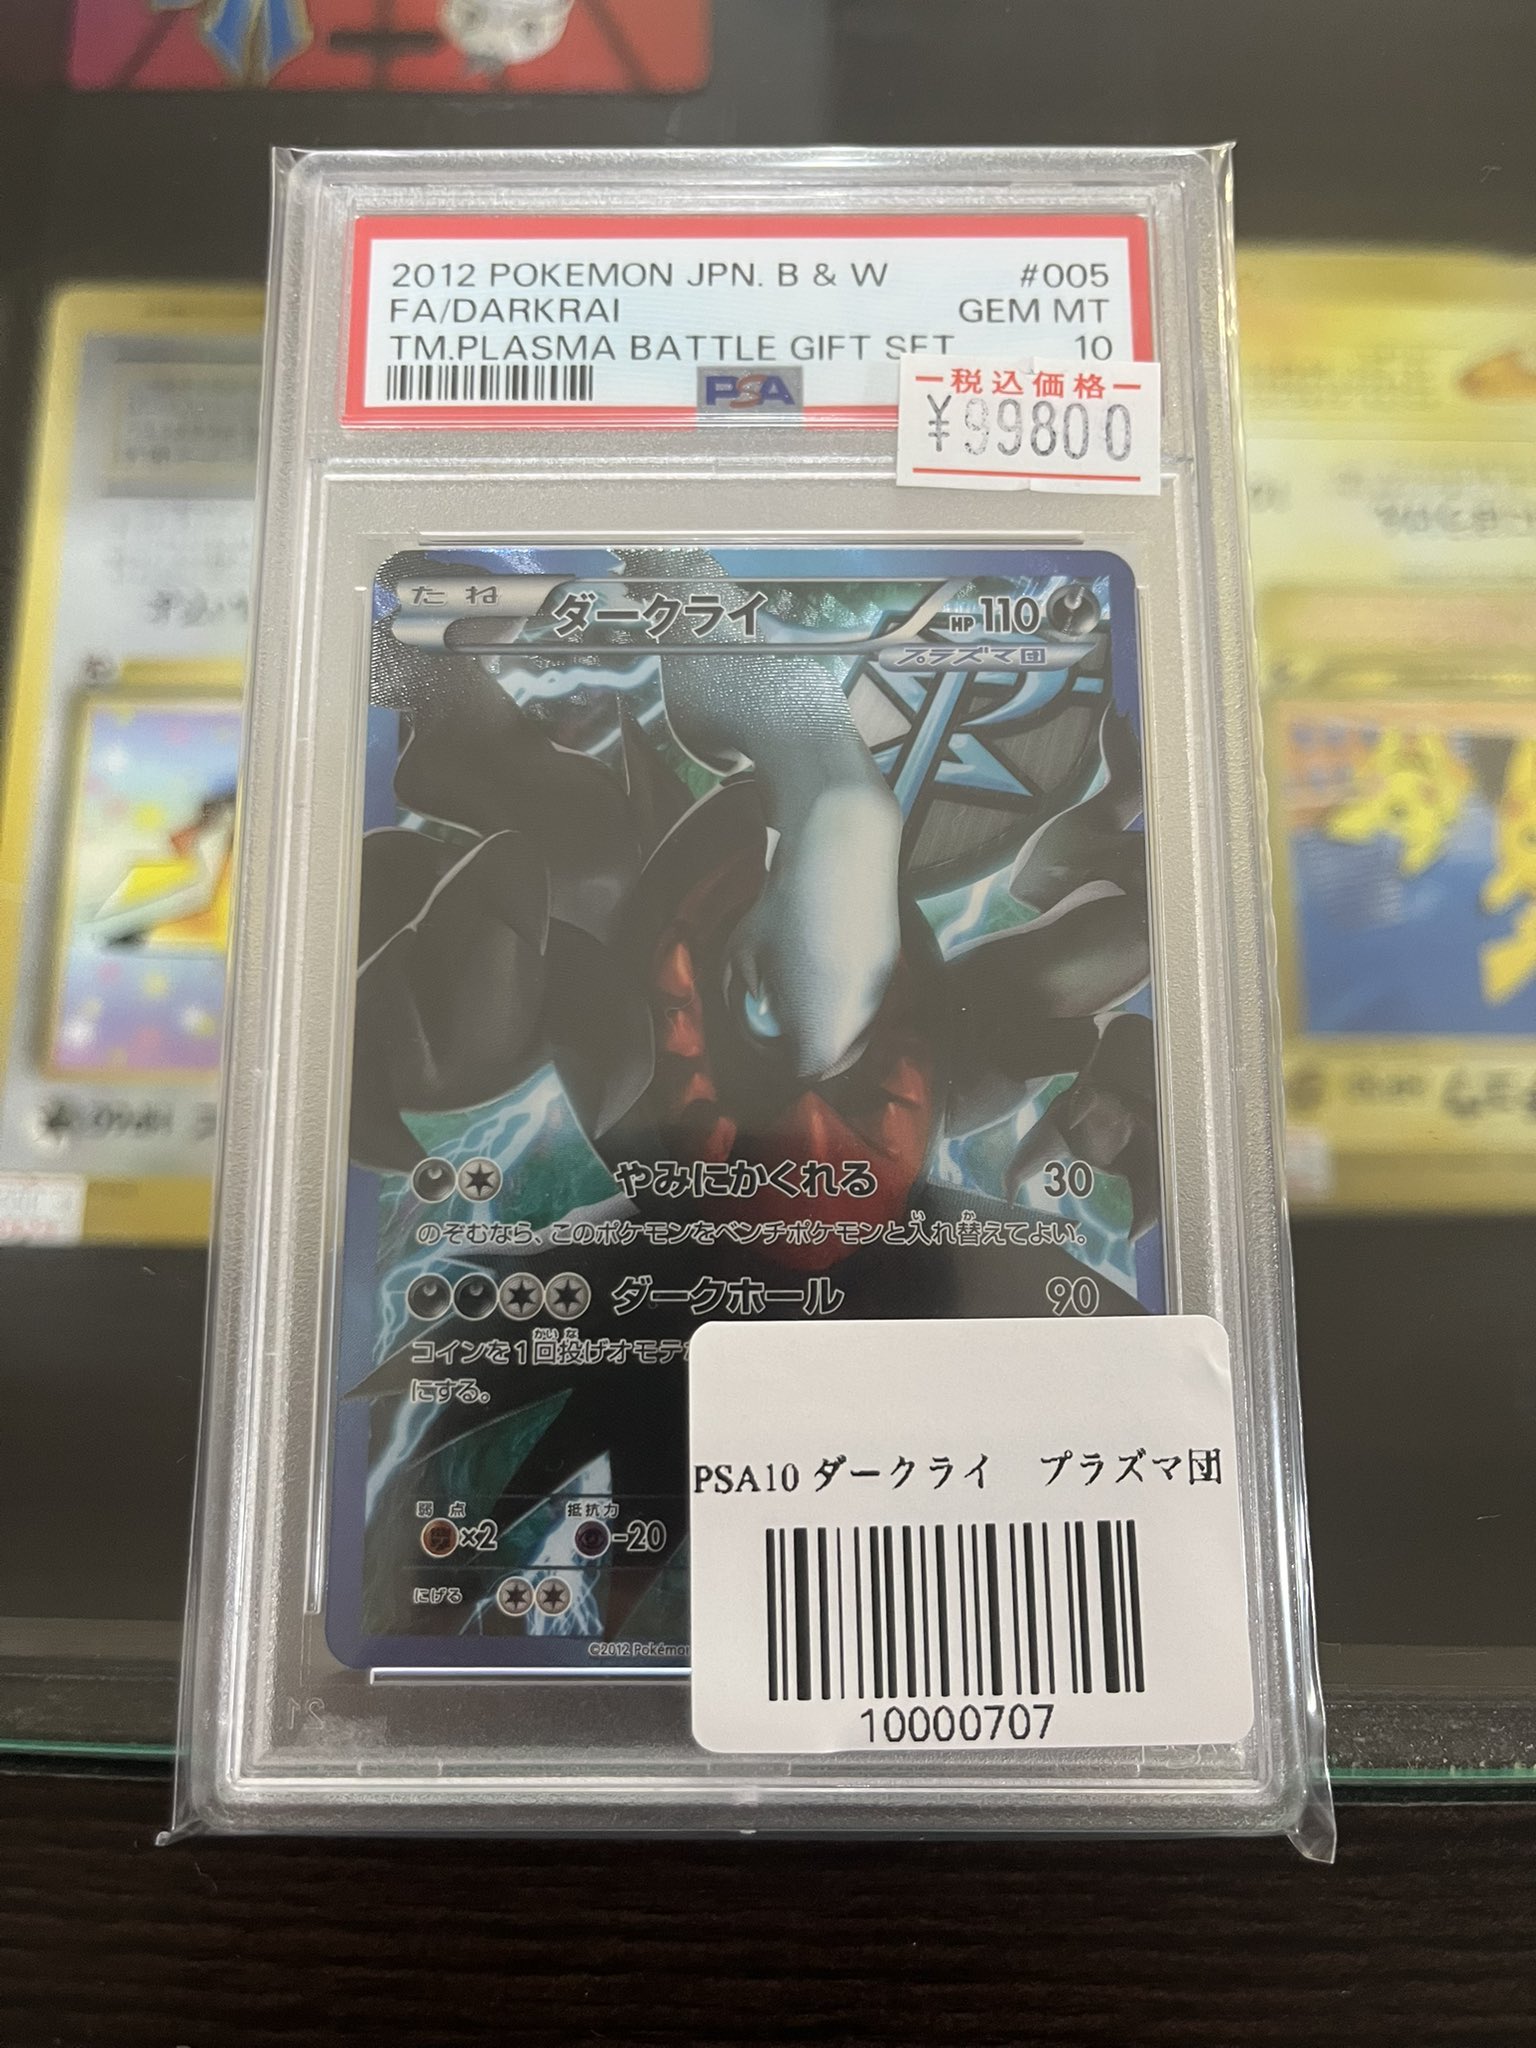 2012 POKEMON JPN. B & W #005
FA/DARKRAI GEM MT
TM.PLASMA BATTLE GIFT SET 10
PSA
税込価格
¥99800
たね ダークライ HP 110
プラズマ団
やみにかくれる 30
のぞむなら、このポケモンをベンチポケモンと入れ替えてよい。
ダークホール 90
コインを1回投げオモテ
にする。
PSA10 ダークライ プラズマ団
弱点 抵抗力
×2 -20
にげる
©2012 Pokémon
10000707